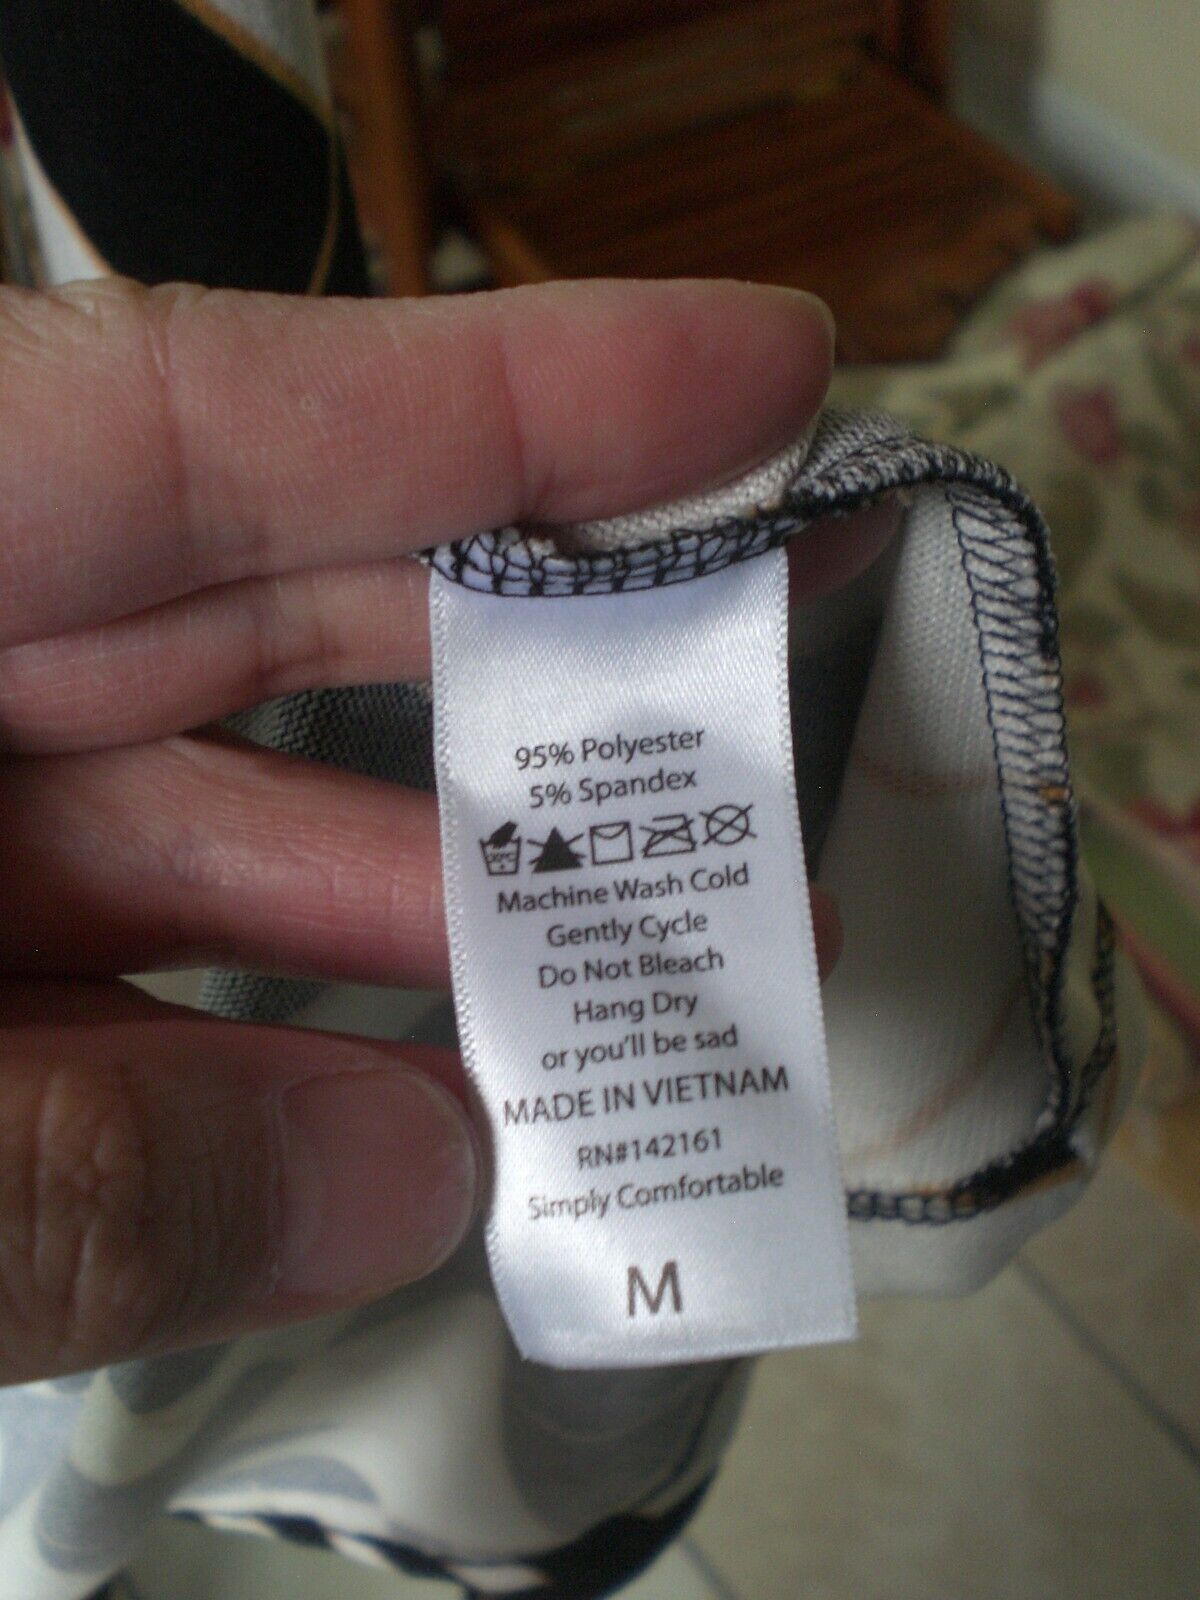 95% Polyester
5% Spandex
Machine Wash Cold
Gently Cycle
Do Not Bleach
Hang Dry
or you'll be sad
MADE IN VIETNAM
RN#142161
Simply Comfortable
M